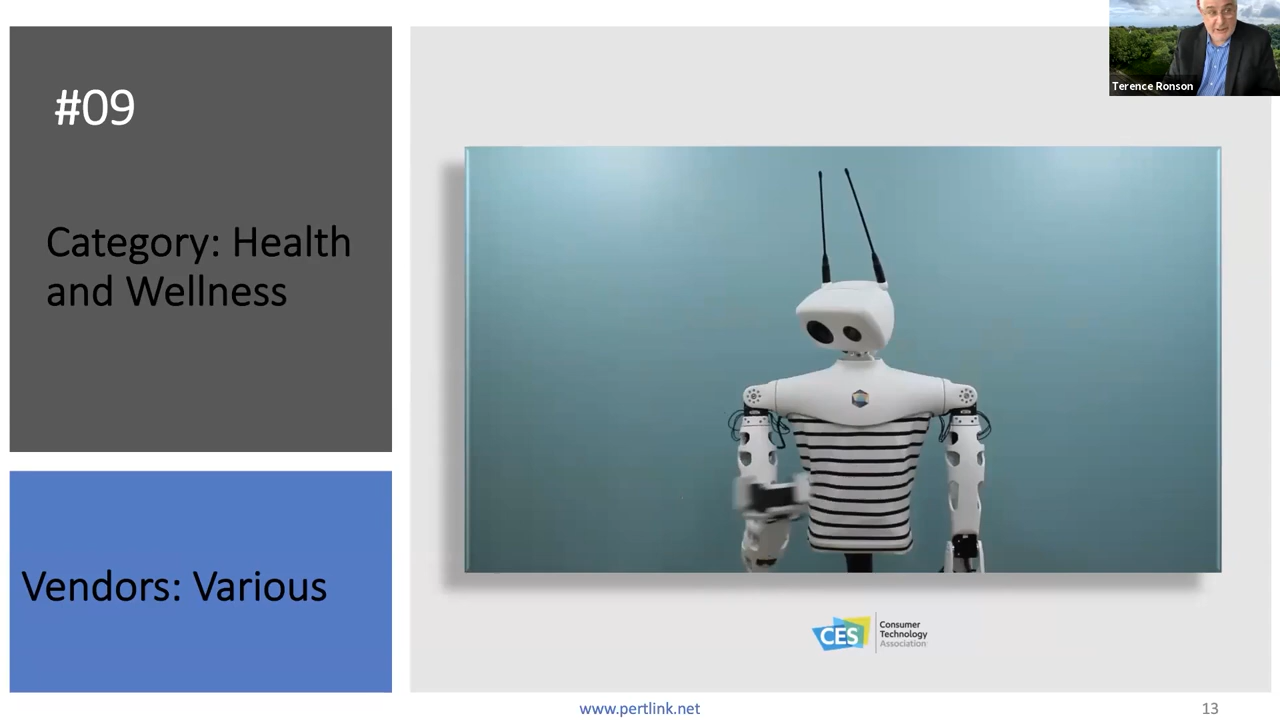 #09
Category: Health
and Wellness
Vendors: Various
Terence Ronson
CES
Consumer
Technology
Association
www.pertlink.net
13